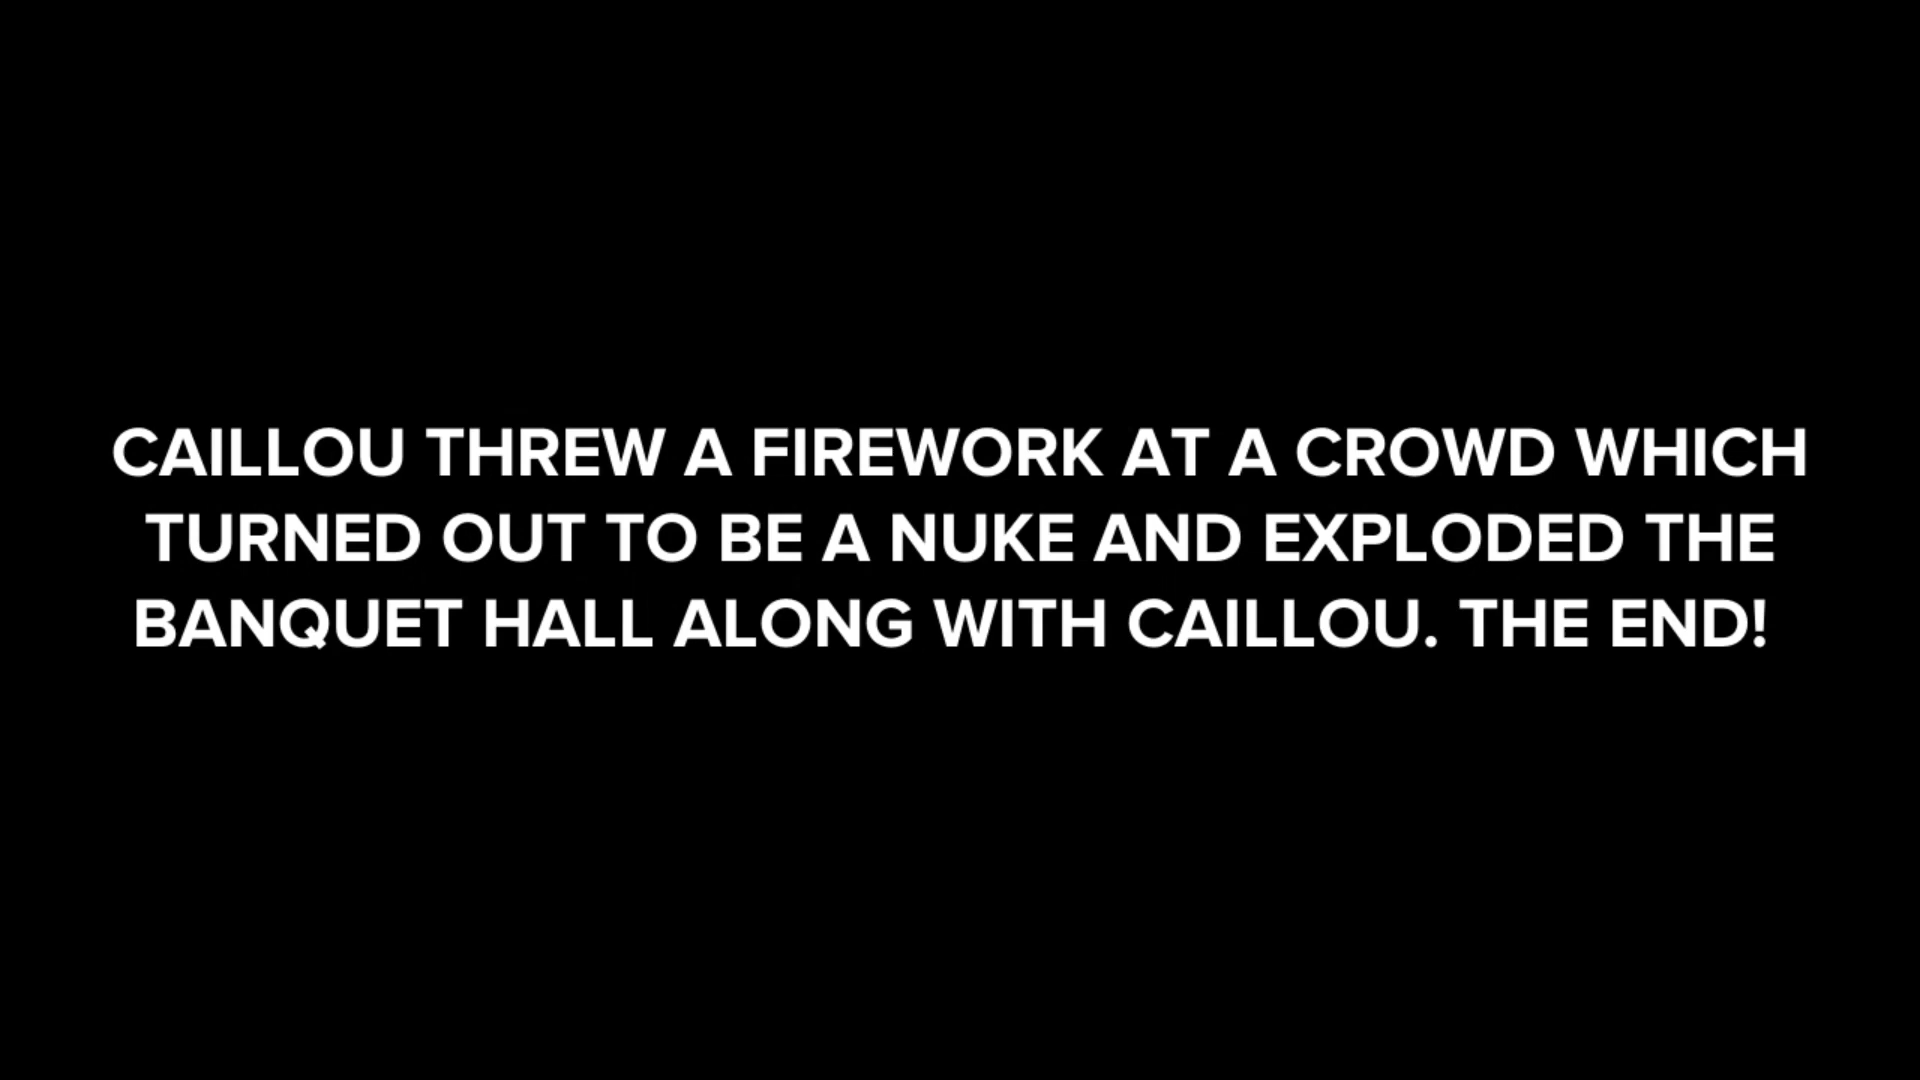 CAILLOU THREW A FIREWORK AT A CROWD WHICH
TURNED OUT TO BE A NUKE AND EXPLODED THE
BANQUET HALL ALONG WITH CAILLOU. THE END!